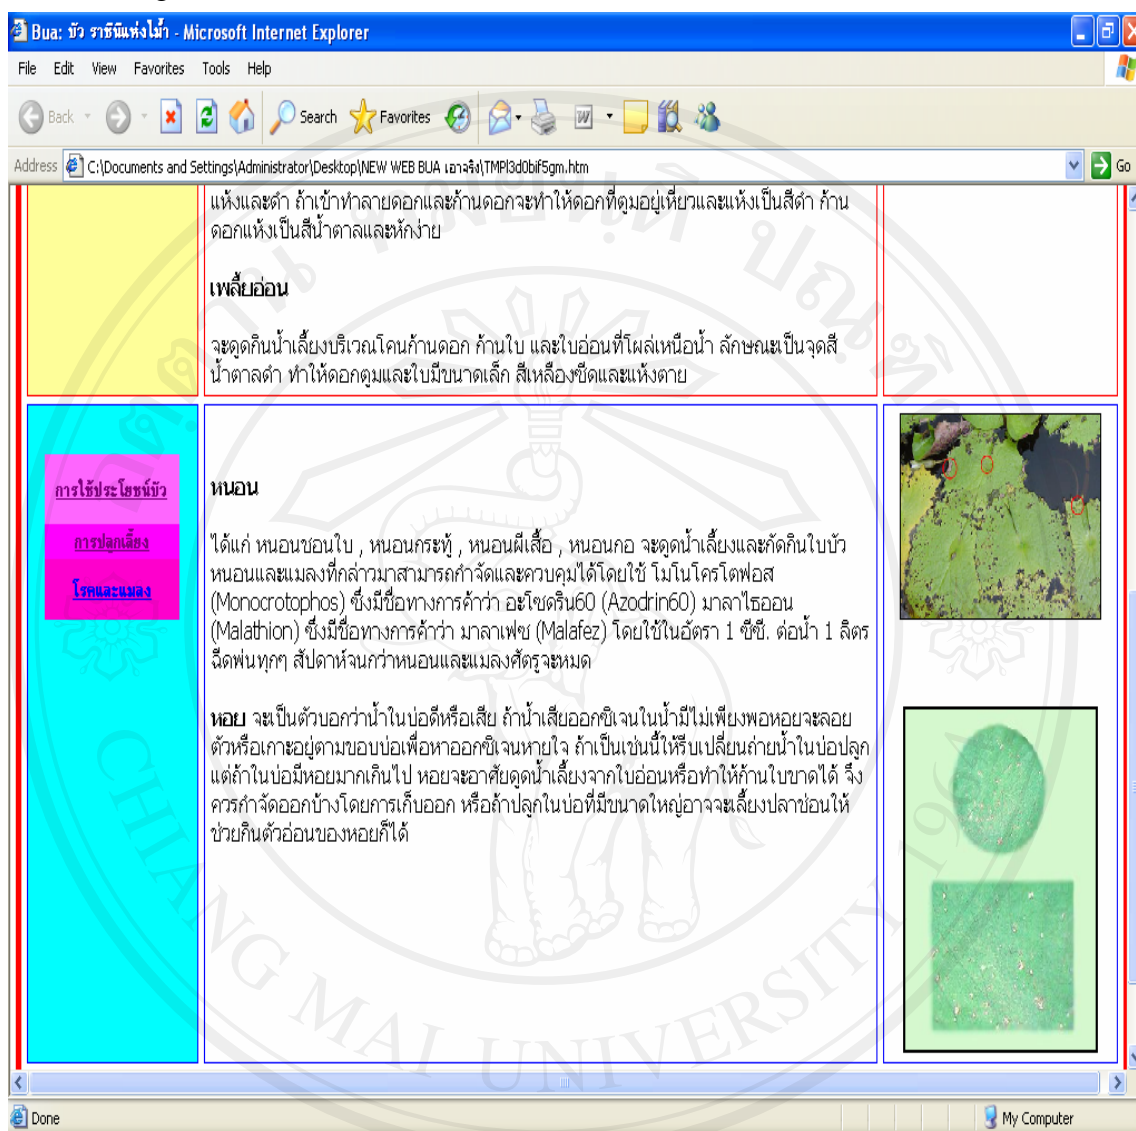 Bua: บัว ราชินีแห่งไม้น้ำ - Microsoft Internet Explorer
File Edit View Favorites Tools Help
Back Search Favorites
Address C:\Documents and Settings\Administrator\Desktop\NEW WEB BUA เอาจริง\TMPl3d0bif5gm.htm Go
แห้งและดำ ถ้าเข้าทำลายดอกและก้านดอกจะทำให้ดอกที่ตูมอยู่เหี่ยวและแห้งเป็นสีดำ ก้าน
ดอกแห้งเป็นสีน้ำตาลและหักง่าย
เพลี้ยอ่อน
จะดูดกินน้ำเลี้ยงบริเวณโคนก้านดอก ก้านใบ และใบอ่อนที่โผล่เหนือน้ำ ลักษณะเป็นจุดสี
น้ำตาลดำ ทำให้ดอกตูมและใบมีขนาดเล็ก สีเหลืองซีดและแห้งตาย
การใช้ประโยชน์บัว
การปลูกเลี้ยง
โรคและแมลง
หนอน
ได้แก่ หนอนชอนใบ , หนอนกระทู้ , หนอนผีเสื้อ , หนอนกอ จะดูดน้ำเลี้ยงและกัดกินใบบัว
หนอนและแมลงที่กล่าวมาสามารถกำจัดและควบคุมได้โดยใช้ โมโนโครโตฟอส
(Monocrotophos) ซึ่งมีชื่อทางการค้าว่า อะโซดริน60 (Azodrin60) มาลาไธออน
(Malathion) ซึ่งมีชื่อทางการค้าว่า มาลาเฟซ (Malafez) โดยใช้ในอัตรา 1 ซีซี. ต่อน้ำ 1 ลิตร
ฉีดพ่นทุกๆ สัปดาห์จนกว่าหนอนและแมลงศัตรูจะหมด
หอย จะเป็นตัวบอกว่าน้ำในบ่อดีหรือเสีย ถ้าน้ำเสียออกซิเจนในน้ำมีไม่เพียงพอหอยจะลอย
ตัวหรือเกาะอยู่ตามขอบบ่อเพื่อหาออกซิเจนหายใจ ถ้าเป็นเช่นนี้ให้รีบเปลี่ยนถ่ายน้ำในบ่อปลูก
แต่ถ้าในบ่อมีหอยมากเกินไป หอยจะอาศัยดูดน้ำเลี้ยงจากใบอ่อนหรือทำให้ก้านใบขาดได้ จึง
ควรกำจัดออกบ้างโดยการเก็บออก หรือถ้าปลูกในบ่อที่มีขนาดใหญ่อาจจะเลี้ยงปลาช่อนให้
ช่วยกินตัวอ่อนของหอยก็ได้
CHIANG MAI UNIVERSITY 1964
Done My Computer